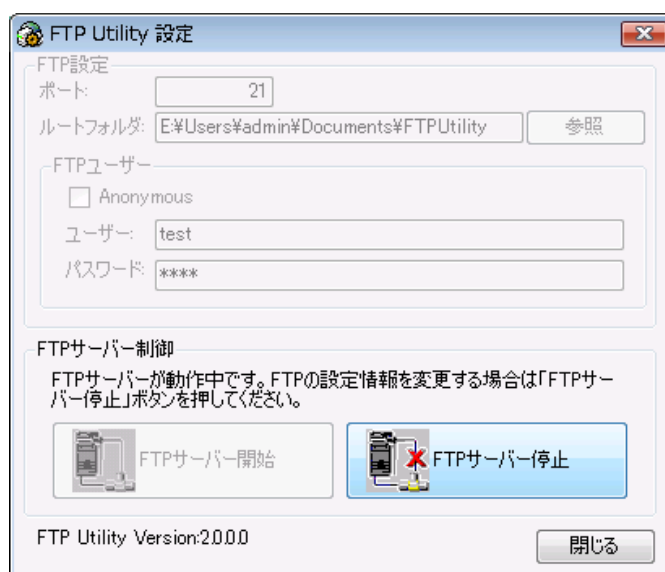 FTP Utility 設定
FTP設定
ポート: 21
ルートフォルダ: E:¥Users¥admin¥Documents¥FTPUtility 参照
FTPユーザー
Anonymous
ユーザー: test
パスワード: ****
FTPサーバー制御
FTPサーバーが動作中です。FTPの設定情報を変更する場合は「FTPサー
バー停止」ボタンを押してください。
FTPサーバー開始 FTPサーバー停止
FTP Utility Version:2.0.0.0 閉じる